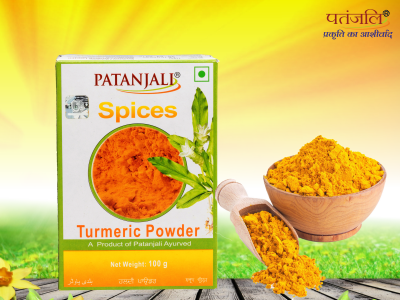 पतंजलि®
प्रकृति का आशीर्वाद
PATANJALI®
Spices
Turmeric Powder
A Product of Patanjali Ayurved
Net Weight: 100 g